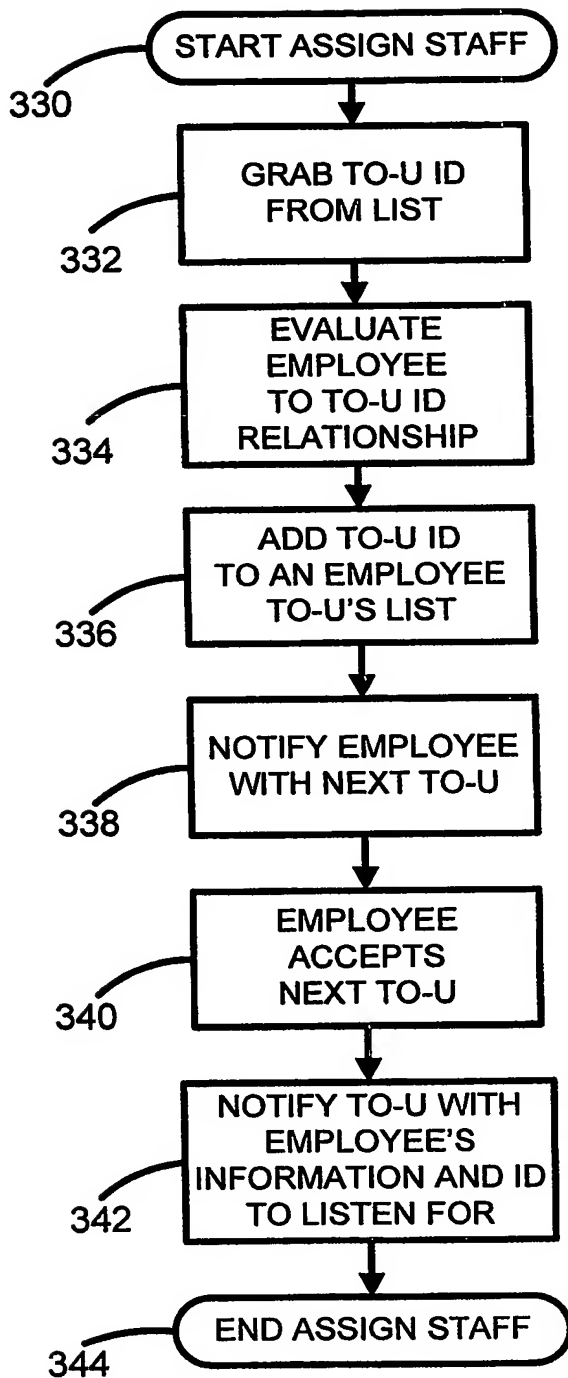 START ASSIGN STAFF
330
GRAB TO-U ID
FROM LIST
332
EVALUATE
EMPLOYEE
TO TO-U ID
RELATIONSHIP
334
ADD TO-U ID
TO AN EMPLOYEE
TO-U'S LIST
336
NOTIFY EMPLOYEE
WITH NEXT TO-U
338
EMPLOYEE
ACCEPTS
NEXT TO-U
340
NOTIFY TO-U WITH
EMPLOYEE'S
INFORMATION AND ID
TO LISTEN FOR
342
END ASSIGN STAFF
344